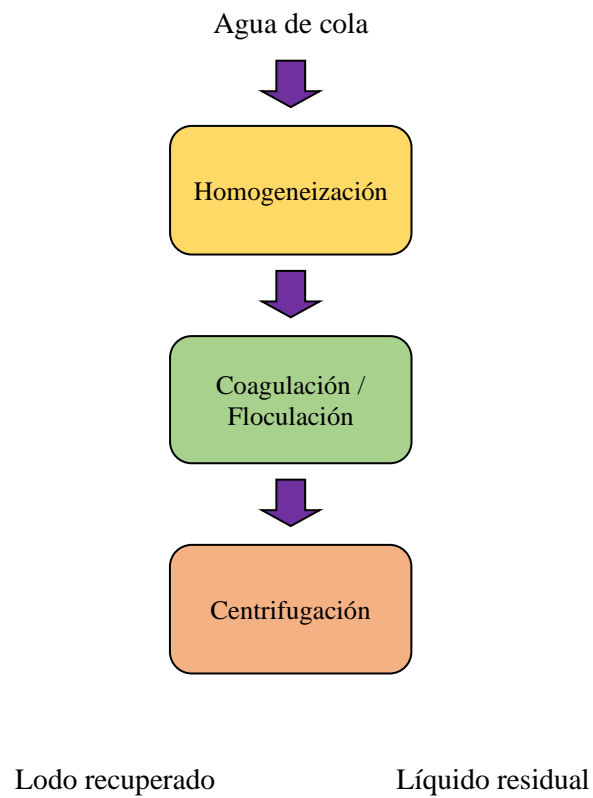 Agua de cola
Homogeneización
Coagulación /
Floculación
Centrifugación
Lodo recuperado
Líquido residual